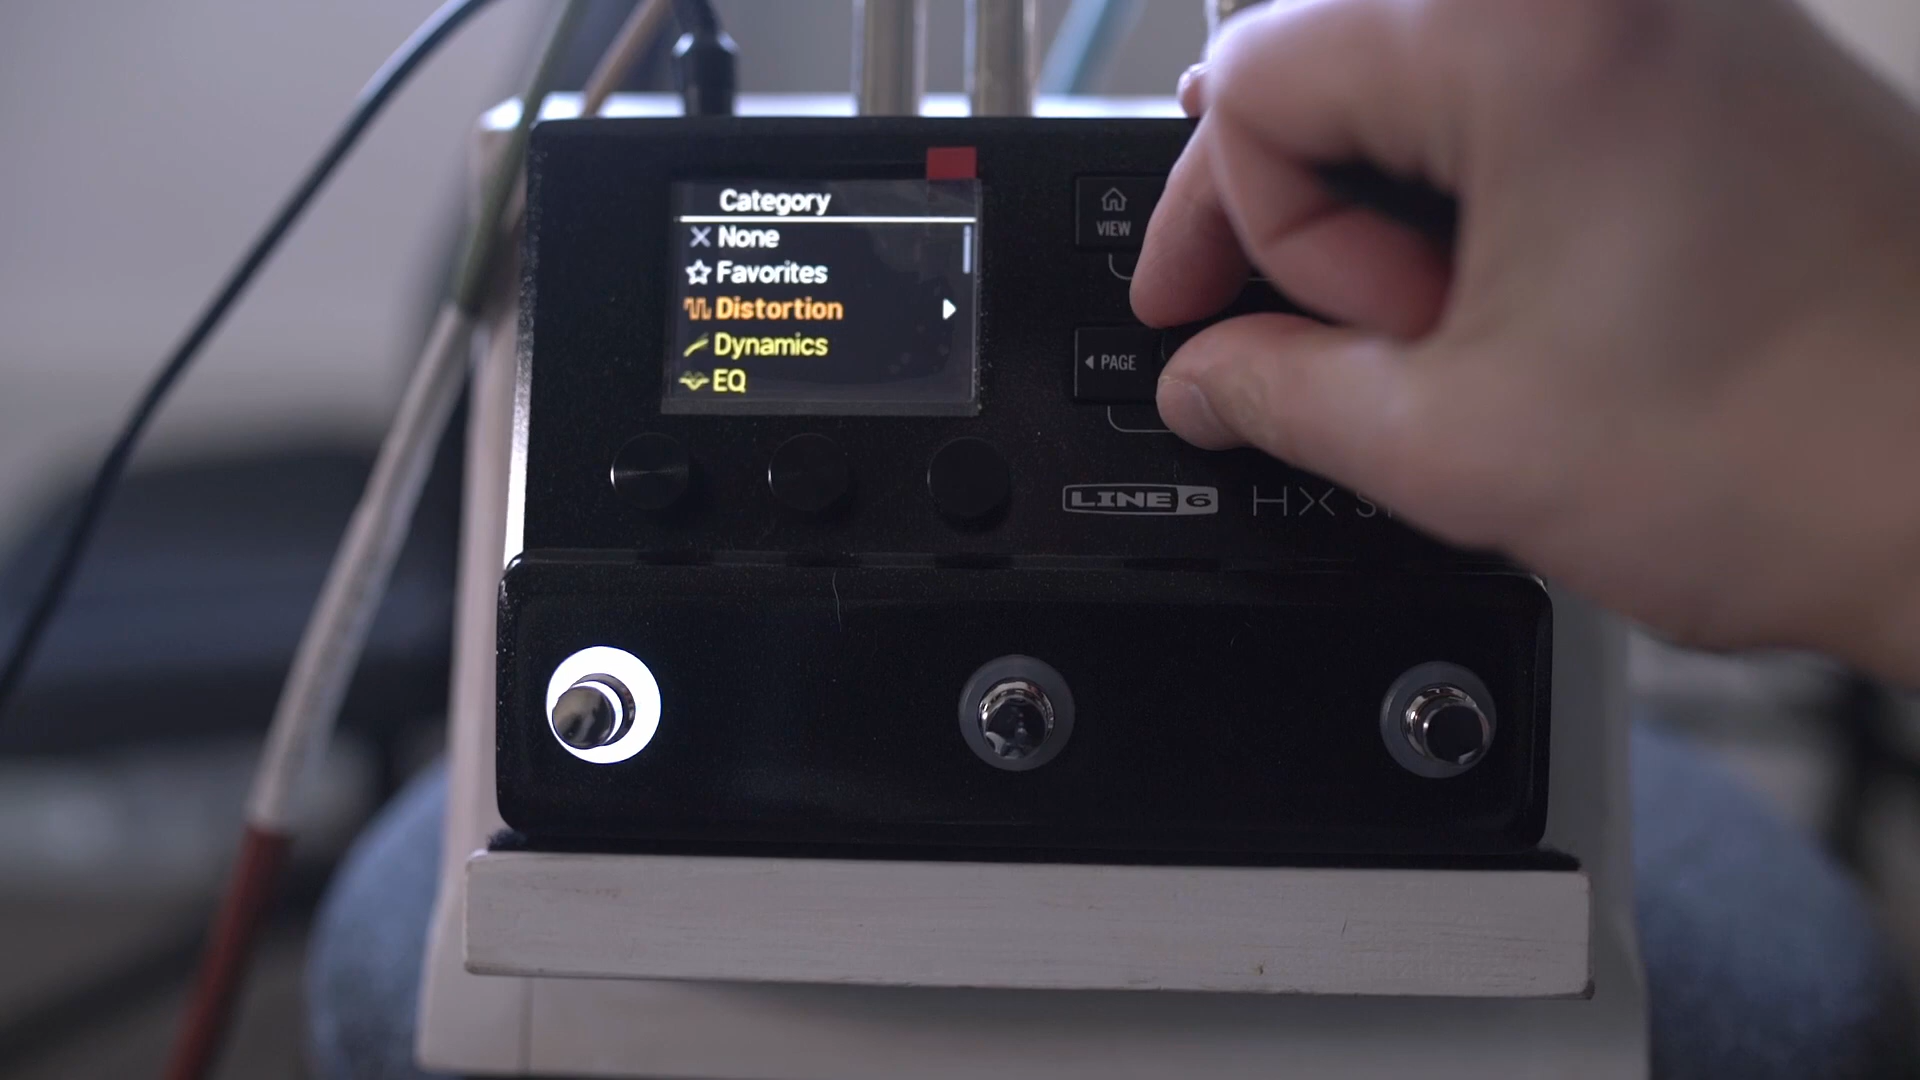 Category
None
Favorites
Distortion
Dynamics
EQ
VIEW
PAGE
LINE 6 HX